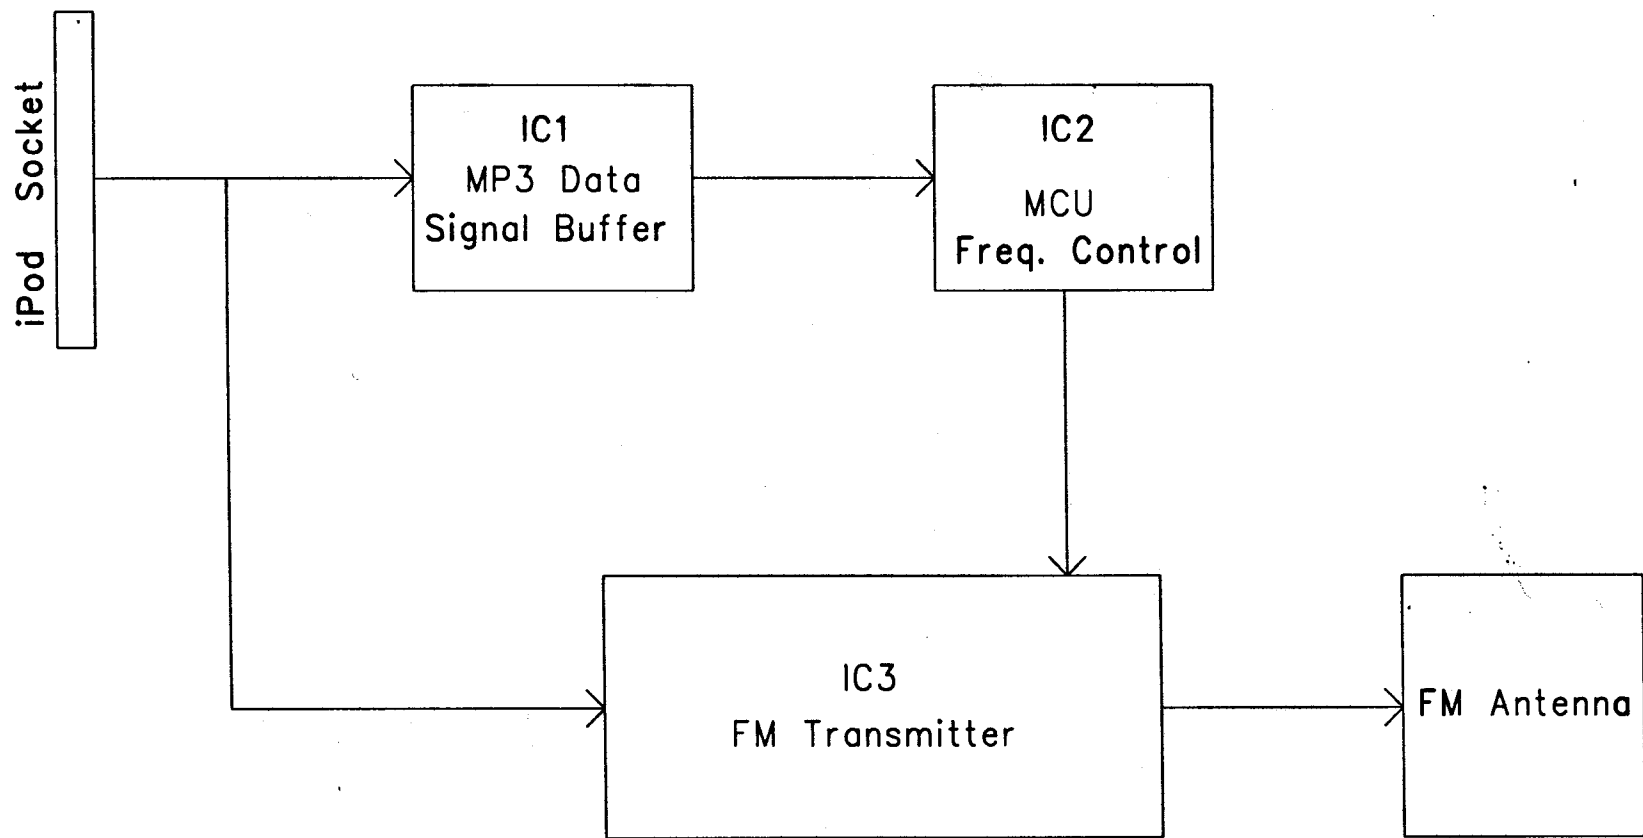 iPod Socket
IC1
MP3 Data
Signal Buffer
IC2
MCU
Freq. Control
IC3
FM Transmitter
FM Antenna